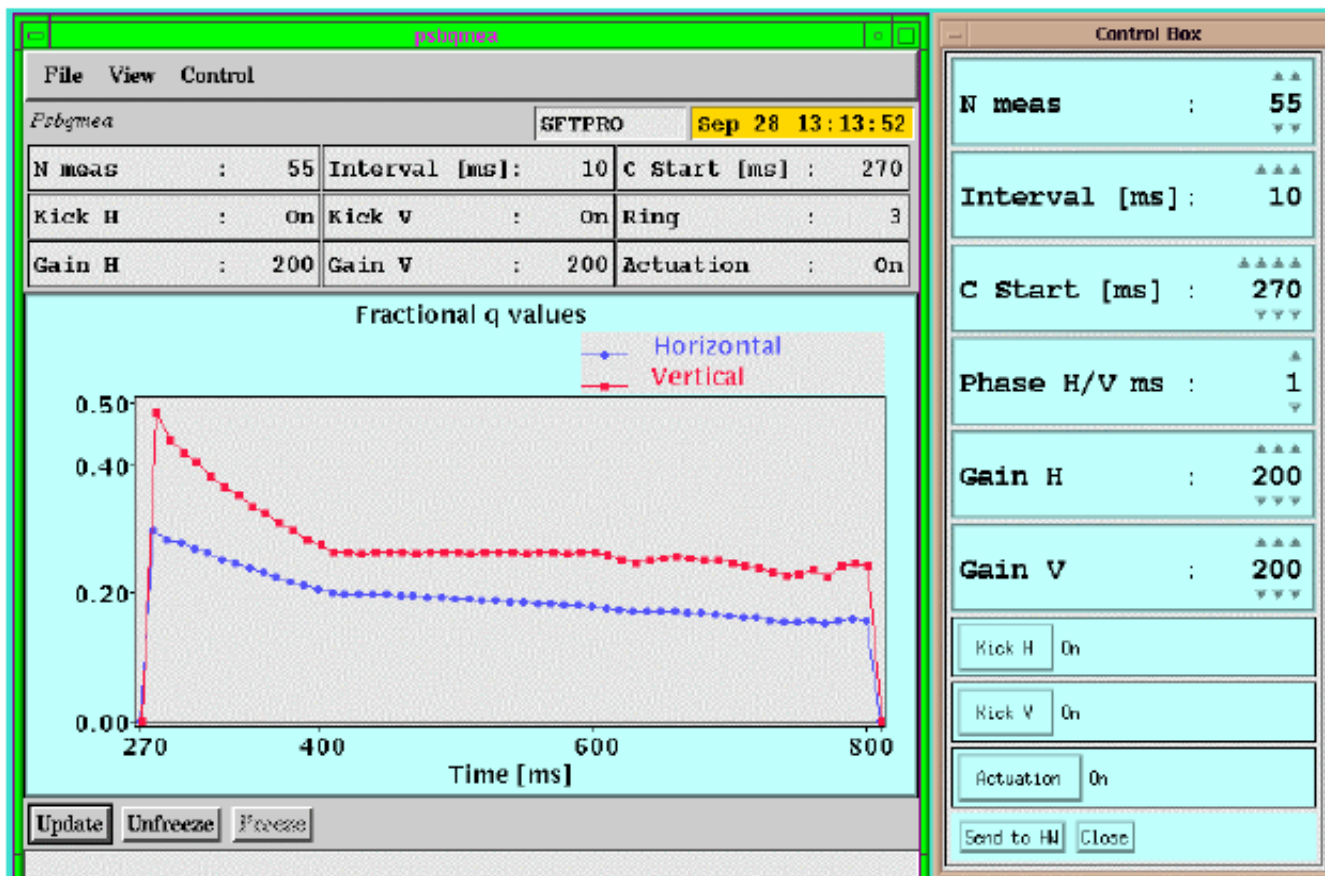 psbqmea
File View Control
Psbqmea SFTPRO Sep 28 13:13:52
N meas : 55 Interval [ms]: 10 C Start [ms] : 270
Kick H : On Kick V : On Ring : 3
Gain H : 200 Gain V : 200 Actuation : On
Fractional q values
Horizontal
Vertical
0.50
0.40
0.20
0.00
270 400 600 800
Time [ms]
Update Unfreeze Freeze
Control Box
N meas : 55
Interval [ms]: 10
C Start [ms] : 270
Phase H/V ms : 1
Gain H : 200
Gain V : 200
Kick H On
Kick V On
Actuation On
Send to HW Close